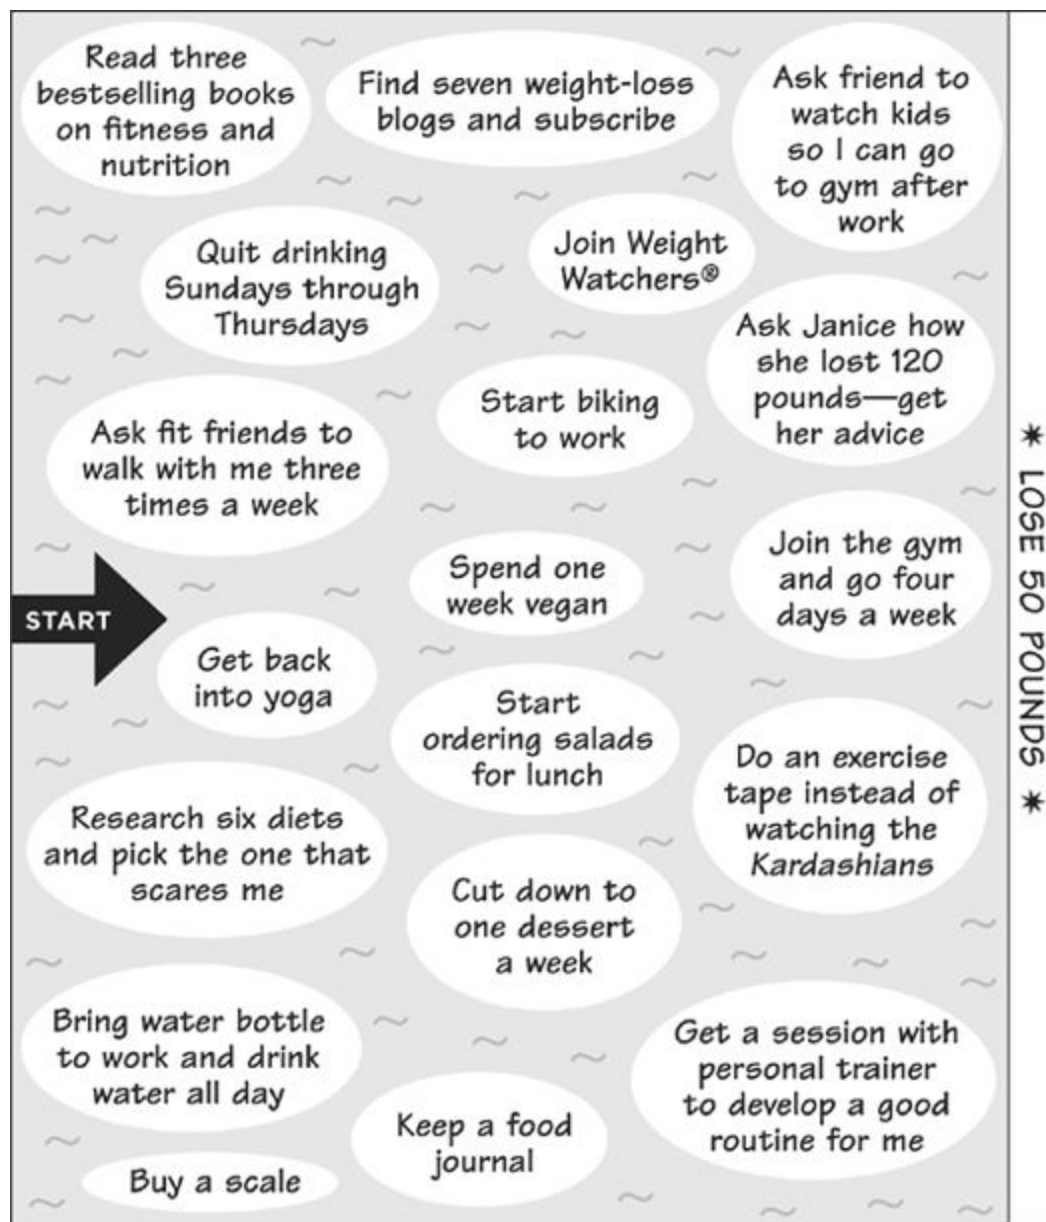 Read three
bestselling books
on fitness and
nutrition
Find seven weight-loss
blogs and subscribe
Ask friend to
watch kids
so I can go
to gym after
work
Quit drinking
Sundays through
Thursdays
Join Weight
Watchers®
Ask Janice how
she lost 120
pounds—get
her advice
Start biking
to work
Ask fit friends to
walk with me three
times a week
Spend one
week vegan
Join the gym
and go four
days a week
START
Get back
into yoga
Start
ordering salads
for lunch
Do an exercise
tape instead of
watching the
Kardashians
Research six diets
and pick the one that
scares me
Cut down to
one dessert
a week
Bring water bottle
to work and drink
water all day
Get a session with
personal trainer
to develop a good
routine for me
Keep a food
journal
Buy a scale
* LOSE 50 POUNDS *